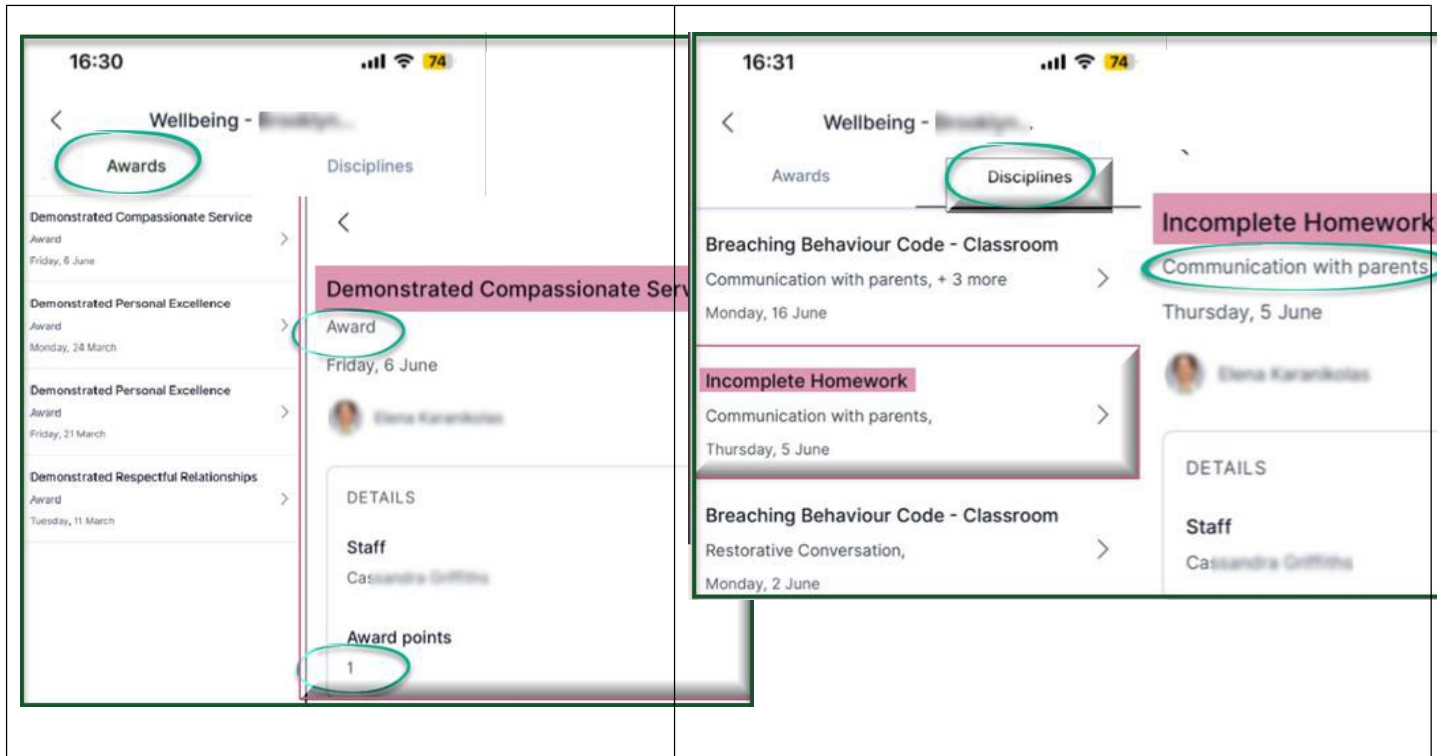 16:30
74
Wellbeing -
Awards
Disciplines
Demonstrated Compassionate Service
Award
Friday, 6 June
Demonstrated Personal Excellence
Award
Monday, 24 March
Demonstrated Personal Excellence
Award
Friday, 21 March
Demonstrated Respectful Relationships
Award
Tuesday, 11 March
Demonstrated Compassionate Serv
Award
Friday, 6 June
DETAILS
Staff
Award points
1
16:31
74
Wellbeing -
Awards
Disciplines
Breaching Behaviour Code - Classroom
Communication with parents, + 3 more
Monday, 16 June
Incomplete Homework
Communication with parents,
Thursday, 5 June
Breaching Behaviour Code - Classroom
Restorative Conversation,
Monday, 2 June
Incomplete Homework
Communication with parents
Thursday, 5 June
DETAILS
Staff